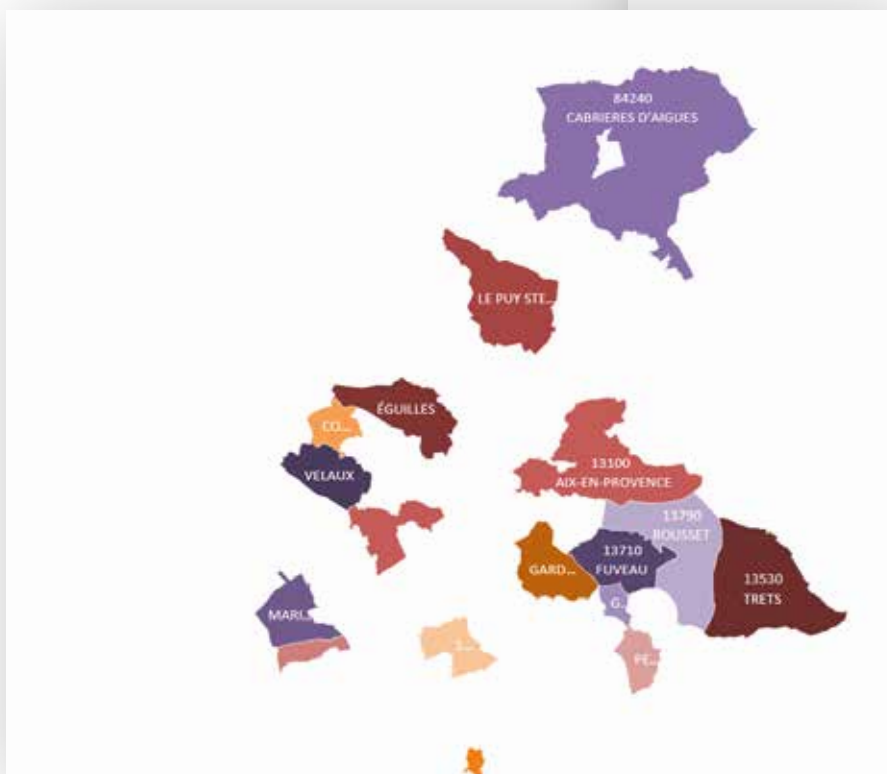 84240
CABRIERES D'AIGUES
LE PUY STE...
ÉGUILLES
CO...
VELAUX
13100
AIX-EN-PROVENCE
13790
ROUSSET
13710
FUVEAU
GARD...
13530
TRETS
G...
MARI...
S...
PE...